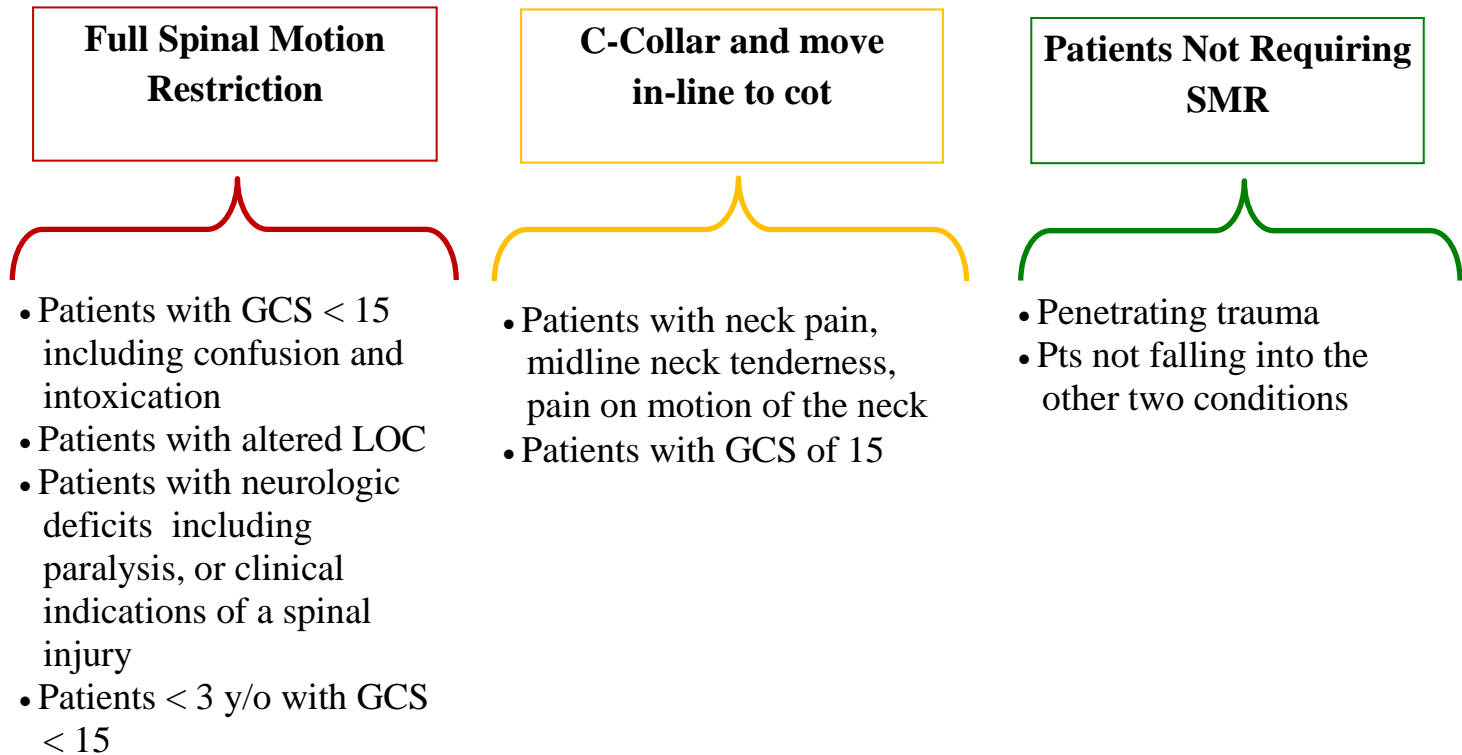 Full Spinal Motion
Restriction
• Patients with GCS < 15
including confusion and
intoxication
• Patients with altered LOC
• Patients with neurologic
deficits including
paralysis, or clinical
indications of a spinal
injury
• Patients < 3 y/o with GCS
< 15
C-Collar and move
in-line to cot
• Patients with neck pain,
midline neck tenderness,
pain on motion of the neck
• Patients with GCS of 15
Patients Not Requiring
SMR
• Penetrating trauma
• Pts not falling into the
other two conditions